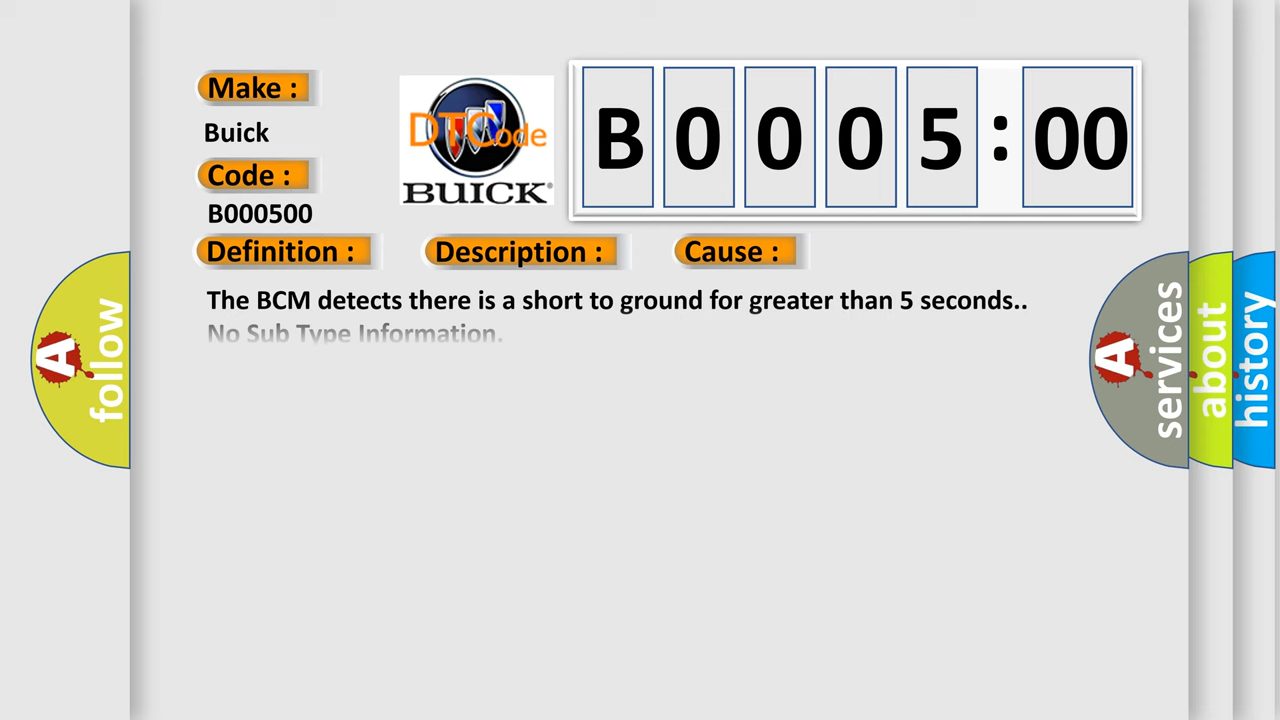 Make :
Buick
Code :
B000500
DTCode
BUICK®
B 0 0 0 5 : 00
Definition :
Description :
Cause :
The BCM detects there is a short to ground for greater than 5 seconds..
No Sub Type Information.
A follow
A services
about
history